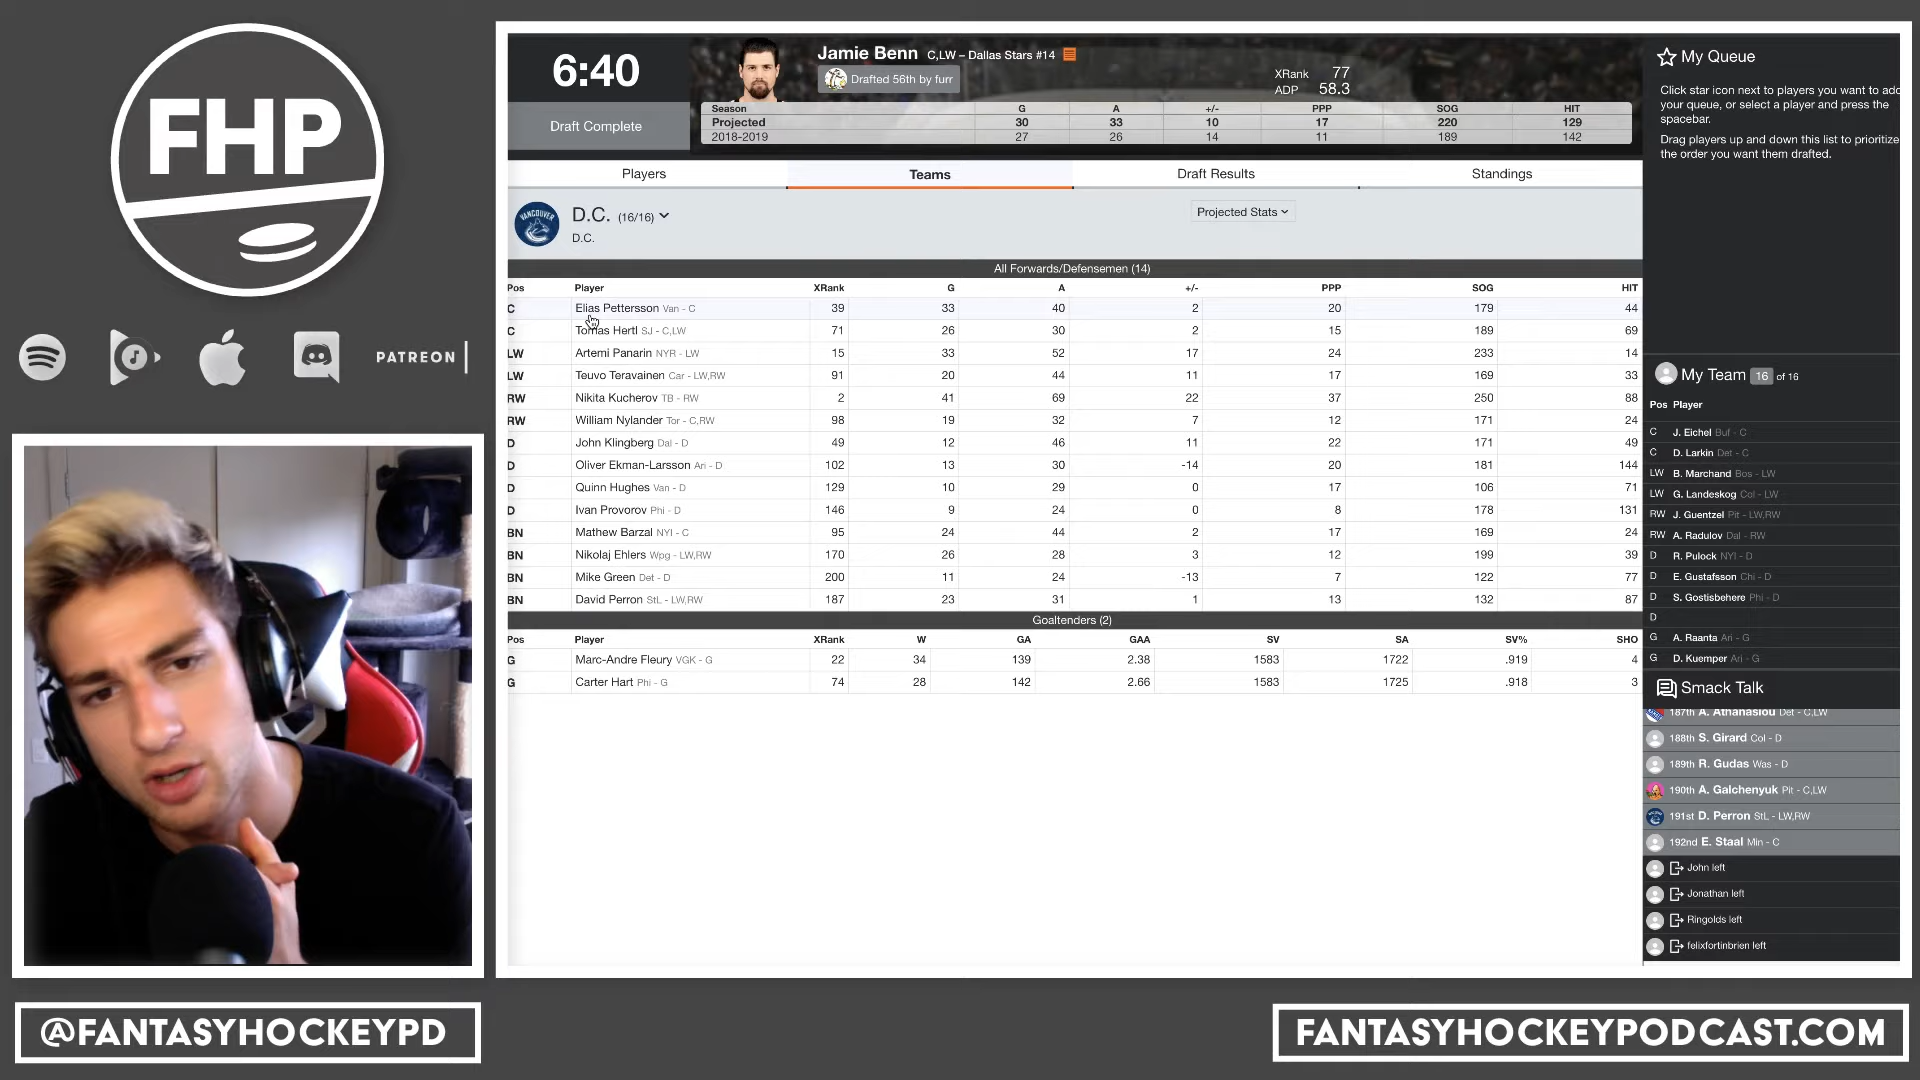 FHP
PATREON
@FANTASYHOCKEYPD
FANTASYHOCKEYPODCAST.COM
6:40
Draft Complete
Jamie Benn C,LW – Dallas Stars #14
Drafted 56th by furr
XRank 77
ADP 58.3
Season G A +/- PPP SOG HIT
Projected 30 33 10 17 220 129
2018-2019 27 26 14 11 189 142
Players Teams Draft Results Standings
VANCOUVER
D.C. (16/16)
D.C.
Projected Stats
All Forwards/Defensemen (14)
Pos Player XRank G A +/- PPP SOG HIT
C Elias Pettersson Van - C 39 33 40 2 20 179 44
C Tomas Hertl SJ - C,LW 71 26 30 2 15 189 69
LW Artemi Panarin NYR - LW 15 33 52 17 24 233 14
LW Teuvo Teravainen Car - LW,RW 91 20 44 11 17 169 33
RW Nikita Kucherov TB - RW 2 41 69 22 37 250 88
RW William Nylander Tor - C,RW 98 19 32 7 12 171 24
D John Klingberg Dal - D 49 12 46 11 22 171 49
D Oliver Ekman-Larsson Ari - D 102 13 30 -14 20 181 144
D Quinn Hughes Van - D 129 10 29 0 17 106 71
D Ivan Provorov Phi - D 146 9 24 0 8 178 131
BN Mathew Barzal NYI - C 95 24 44 2 17 169 24
BN Nikolaj Ehlers Wpg - LW,RW 170 26 28 3 12 199 39
BN Mike Green Det - D 200 11 24 -13 7 122 77
BN David Perron StL - LW,RW 187 23 31 1 13 132 87
Goaltenders (2)
Pos Player XRank W GA GAA SV SA SV% SHO
G Marc-Andre Fleury VGK - G 22 34 139 2.38 1583 1722 .919 4
G Carter Hart Phi - G 74 28 142 2.66 1583 1725 .918 3
My Queue
Click star icon next to players you want to add
your queue, or select a player and press the
spacebar.
Drag players up and down this list to prioritize
the order you want them drafted.
My Team 16 of 16
Pos Player
C J. Eichel Buf - C
C D. Larkin Det - C
LW B. Marchand Bos - LW
LW G. Landeskog Col - LW
RW J. Guentzel Pit - LW,RW
RW A. Radulov Dal - RW
D R. Pulock NYI - D
D E. Gustafsson Chi - D
D S. Gostisbehere Phi - D
D
G A. Raanta Ari - G
G D. Kuemper Ari - G
Smack Talk
187th A. Athanasiou Det - C,LW
188th S. Girard Col - D
189th R. Gudas Was - D
190th A. Galchenyuk Pit - C,LW
191st D. Perron StL - LW,RW
192nd E. Staal Min - C
John left
Jonathan left
Ringolds left
felixfortinbrien left